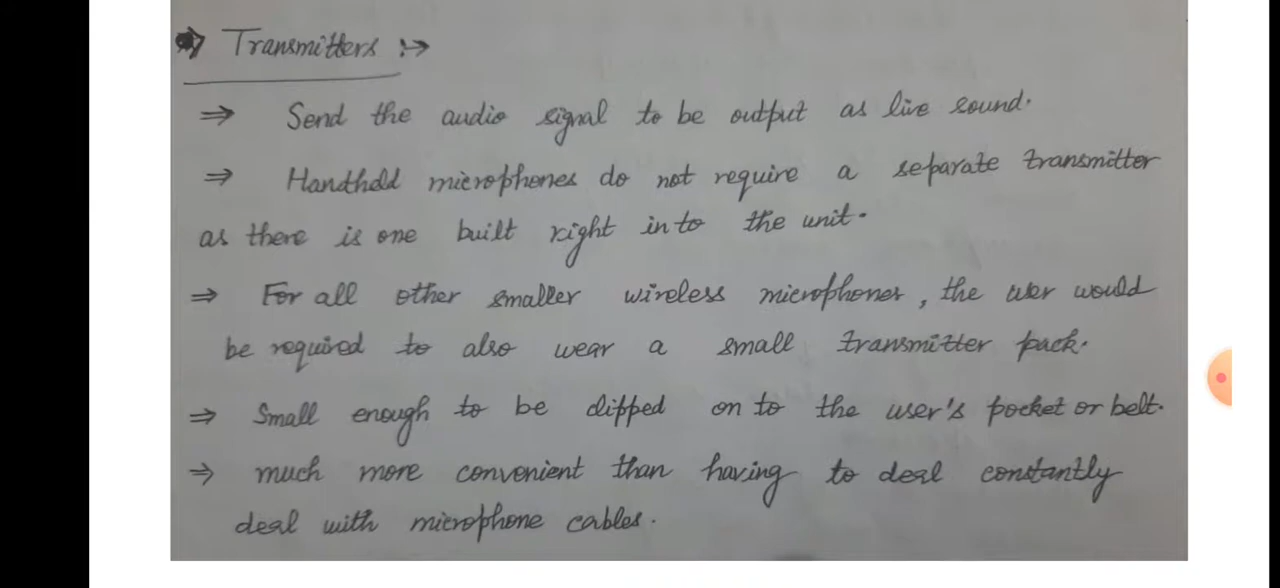 ⇒ Transmitters :→
⇒ Send the audio signal to be output as live sound.
⇒ Handheld microphones do not require a separate transmitter
as there is one built right in to the unit.
⇒ For all other smaller wireless microphones, the user would
be required to also wear a small transmitter pack.
⇒ Small enough to be clipped on to the user's pocket or belt.
⇒ much more convenient than having to deal constantly
deal with microphone cables.